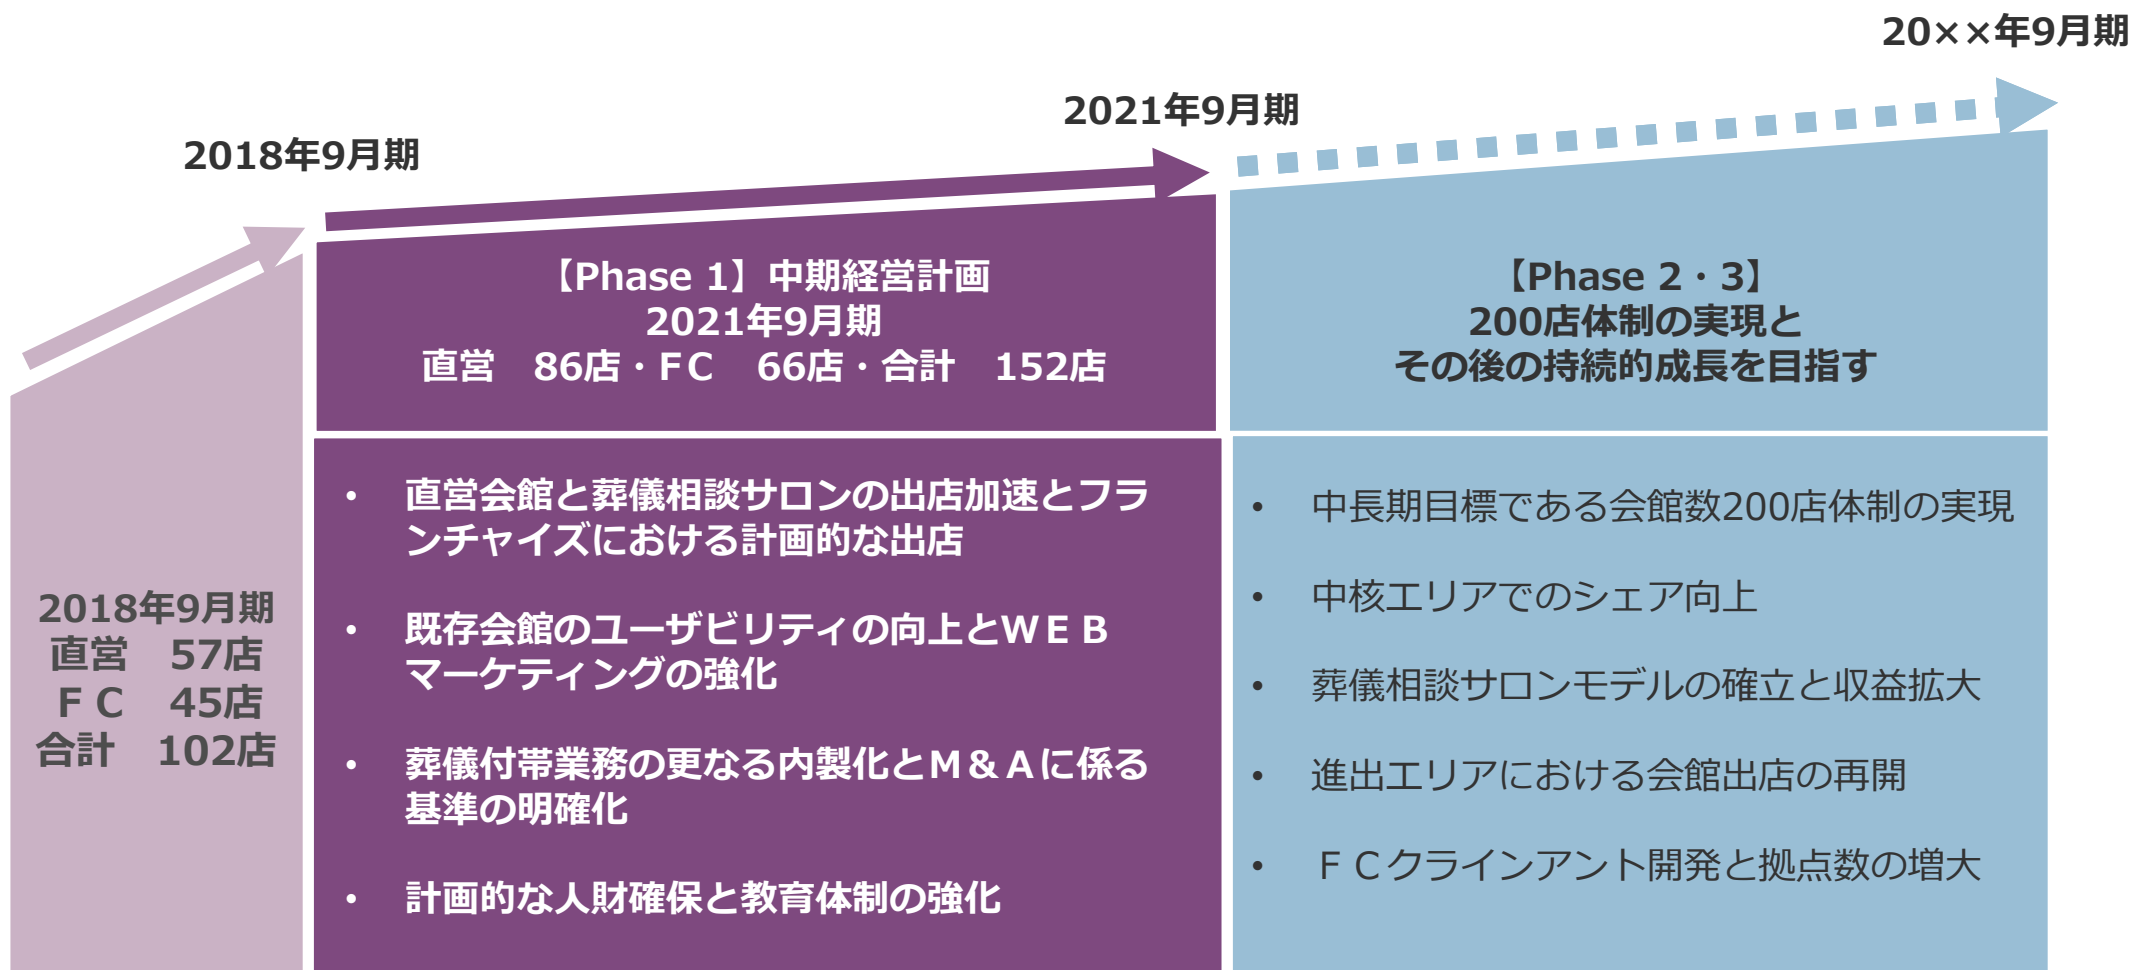 20××年9月期
2021年9月期
2018年9月期
2018年9月期
直営　57店
ＦＣ　45店
合計　102店
【Phase 1】中期経営計画
2021年9月期
直営　86店・FC　66店・合計　152店
• 直営会館と葬儀相談サロンの出店加速とフラ
ンチャイズにおける計画的な出店
• 既存会館のユーザビリティの向上とＷＥＢ
マーケティングの強化
• 葬儀付帯業務の更なる内製化とＭ＆Ａに係る
基準の明確化
• 計画的な人財確保と教育体制の強化
【Phase 2・3】
200店体制の実現と
その後の持続的成長を目指す
• 中長期目標である会館数200店体制の実現
• 中核エリアでのシェア向上
• 葬儀相談サロンモデルの確立と収益拡大
• 進出エリアにおける会館出店の再開
• ＦＣクラインアント開発と拠点数の増大